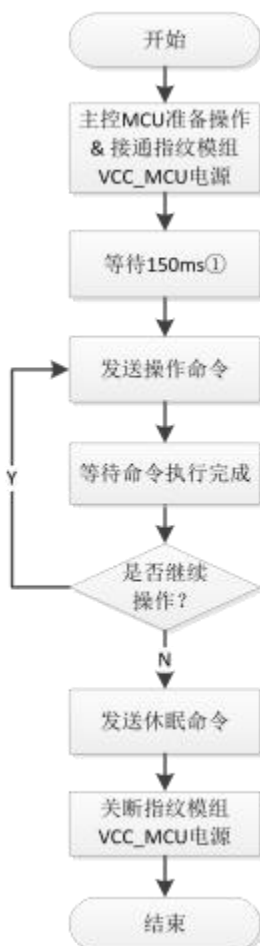 开始
主控MCU准备操作
& 接通指纹模组
VCC_MCU电源
等待150ms①
发送操作命令
Y
等待命令执行完成
是否继续
操作？
N
发送休眠命令
关断指纹模组
VCC_MCU电源
结束